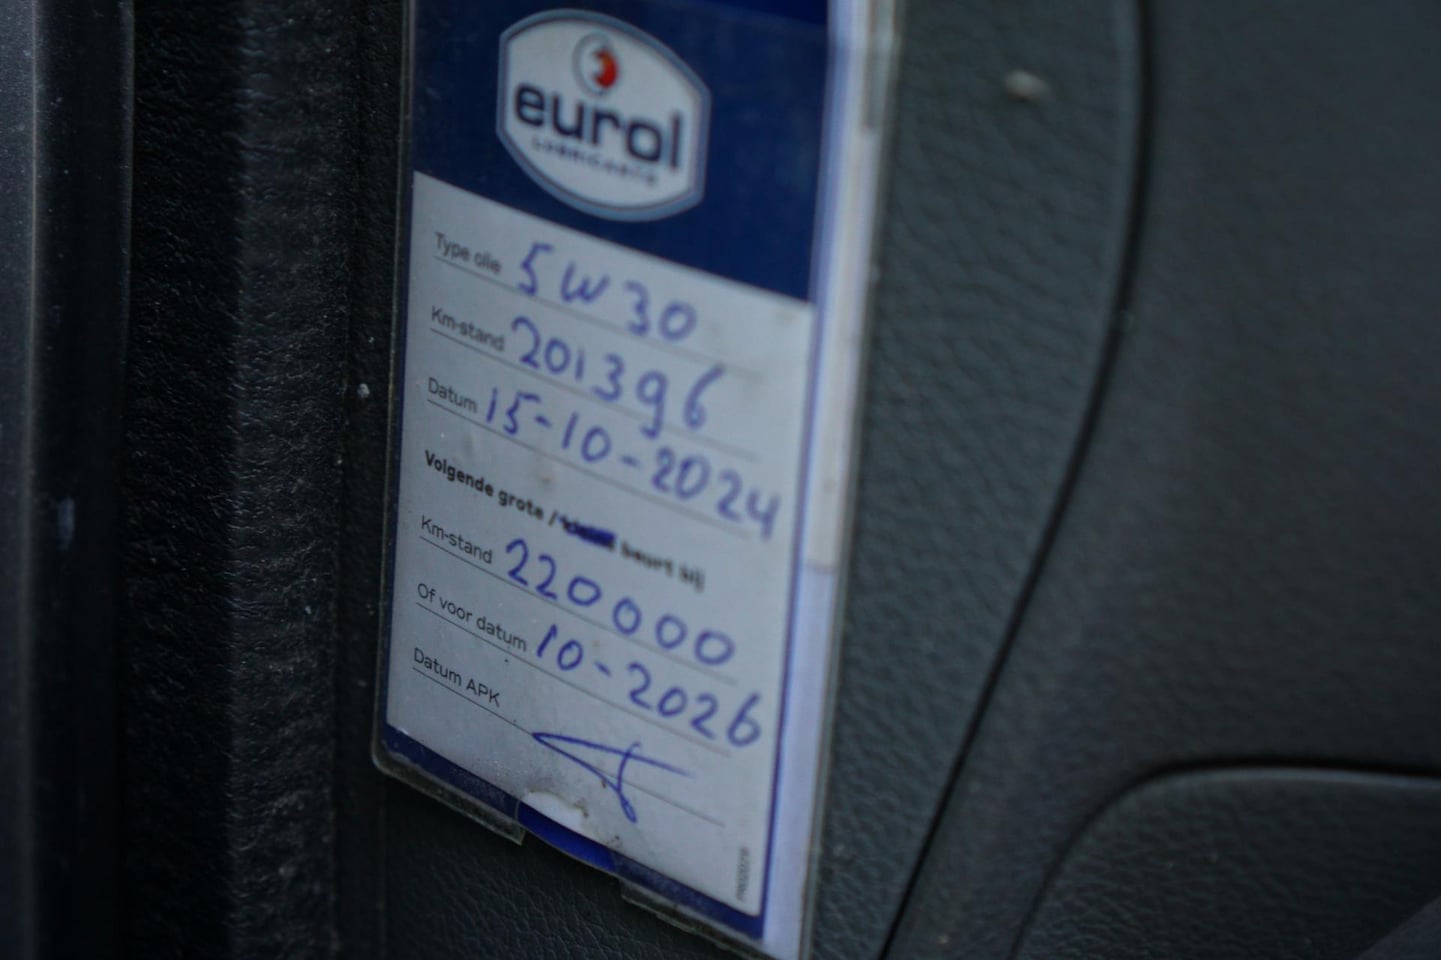 eurol
LUBRICANTS
Type olie 5W30
Km-stand 201396
Datum 15-10-2024
Volgende grote / beurt bij
Km-stand 220000
Of voor datum 10-2026
Datum APK